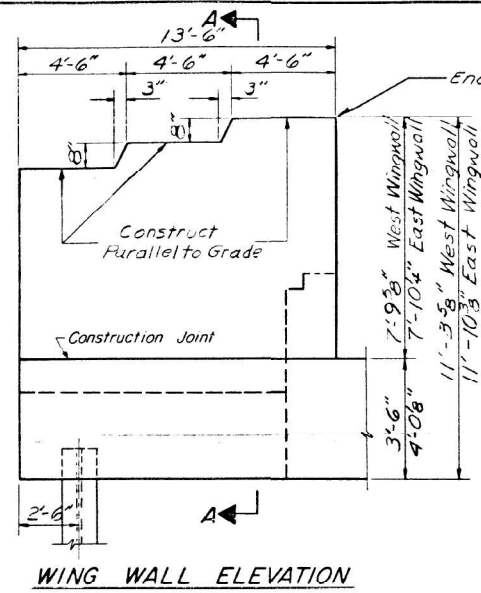 A
13'-6"
4'-6" 4'-6" 4'-6"
3" 3"
End
8" 8"
Construct
Parallel to Grade
7'-9⅝" West Wingwall
7'-10¼" East Wingwall
11'-3⅝" West Wingwall
11'-10⅜" East Wingwall
Construction Joint
3'-6"
4'-0⅛"
2'-6"
A
WING WALL ELEVATION